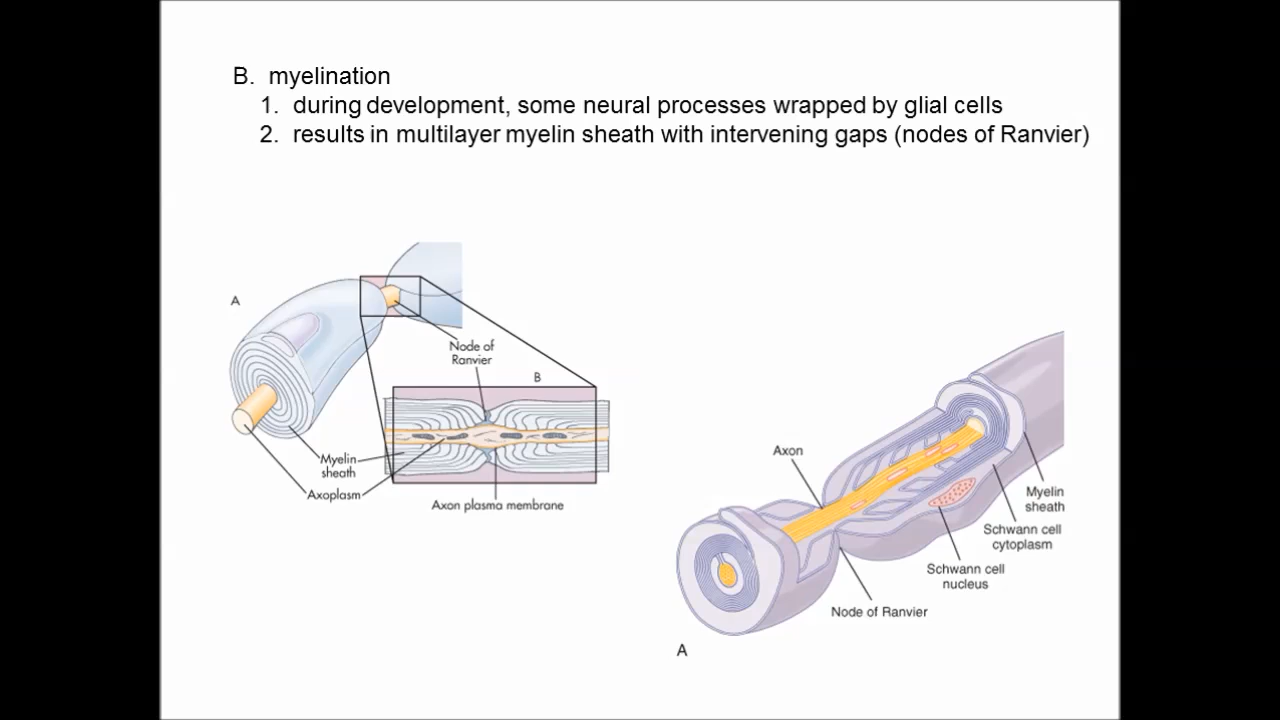 B.  myelination
1.  during development, some neural processes wrapped by glial cells
2.  results in multilayer myelin sheath with intervening gaps (nodes of Ranvier)
A
Node of
Ranvier
B
Myelin
sheath
Axoplasm
Axon plasma membrane
Axon
Myelin
sheath
Schwann cell
cytoplasm
Schwann cell
nucleus
Node of Ranvier
A